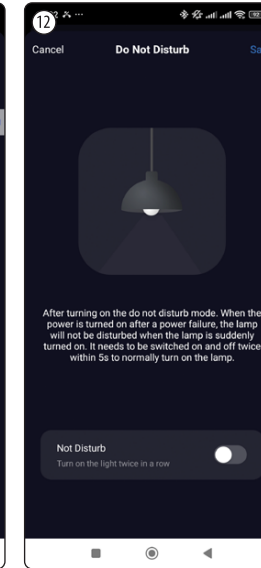 12
Cancel Do Not Disturb Sa
After turning on the do not disturb mode. When the
power is turned on after a power failure, the lamp
will not be disturbed when the lamp is suddenly
turned on. It needs to be switched on and off twice
within 5s to normally turn on the lamp.
Not Disturb
Turn on the light twice in a row